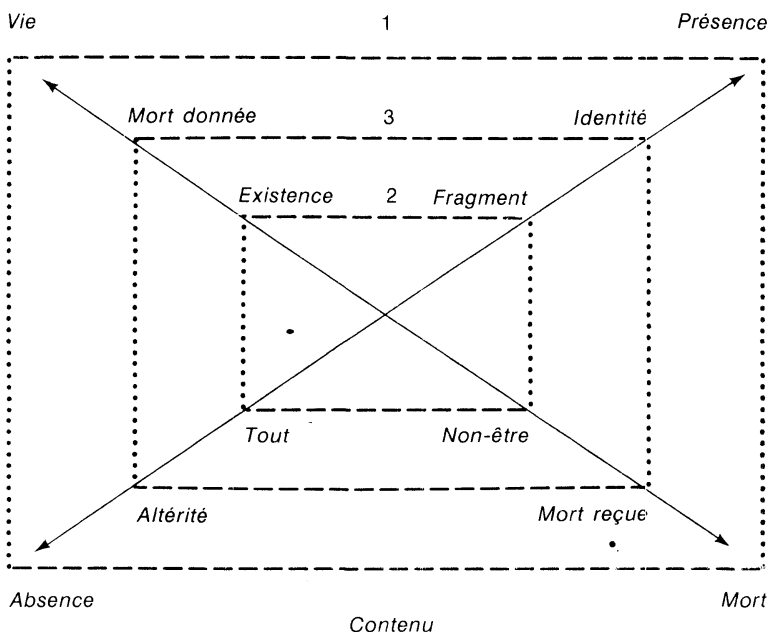 Vie 1 Présence
Mort donnée 3 Identité
Existence 2 Fragment
Tout Non-être
Altérité Mort reçue
Absence Mort
Contenu